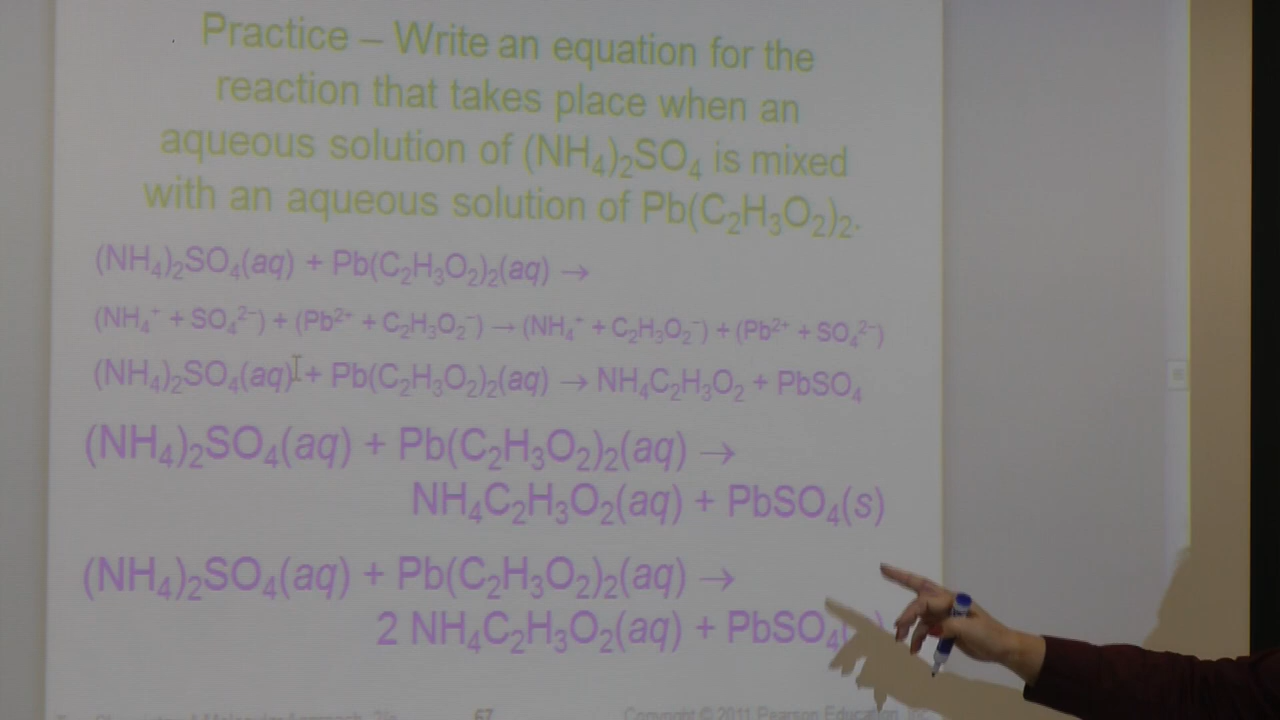 Practice – Write an equation for the
reaction that takes place when an
aqueous solution of (NH₄)₂SO₄ is mixed
with an aqueous solution of Pb(C₂H₃O₂)₂.
(NH₄)₂SO₄(aq) + Pb(C₂H₃O₂)₂(aq) →
(NH₄⁺ + SO₄²⁻) + (Pb²⁺ + C₂H₃O₂⁻) → (NH₄⁺ + C₂H₃O₂⁻) + (Pb²⁺ + SO₄²⁻)
(NH₄)₂SO₄(aq) + Pb(C₂H₃O₂)₂(aq) → NH₄C₂H₃O₂ + PbSO₄
(NH₄)₂SO₄(aq) + Pb(C₂H₃O₂)₂(aq) →
NH₄C₂H₃O₂(aq) + PbSO₄(s)
(NH₄)₂SO₄(aq) + Pb(C₂H₃O₂)₂(aq) →
2 NH₄C₂H₃O₂(aq) + PbSO₄
67
Copyright © 2011 Pearson Education,